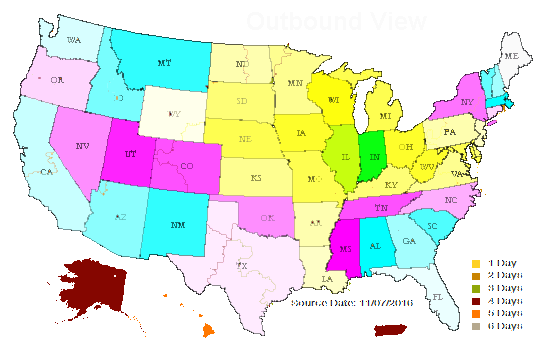 Outbound View
WA
ME
MT
ND
MN
OR
ID
SD
WI
MI
NY
WY
IA
PA
NE
NV
UT
CO
IL
IN
OH
WV
VA
CA
KS
MO
KY
NC
TN
AZ
NM
OK
AR
SC
MS
AL
GA
TX
LA
FL
Source Date: 11/07/2016
1 Day
2 Days
3 Days
4 Days
5 Days
6 Days